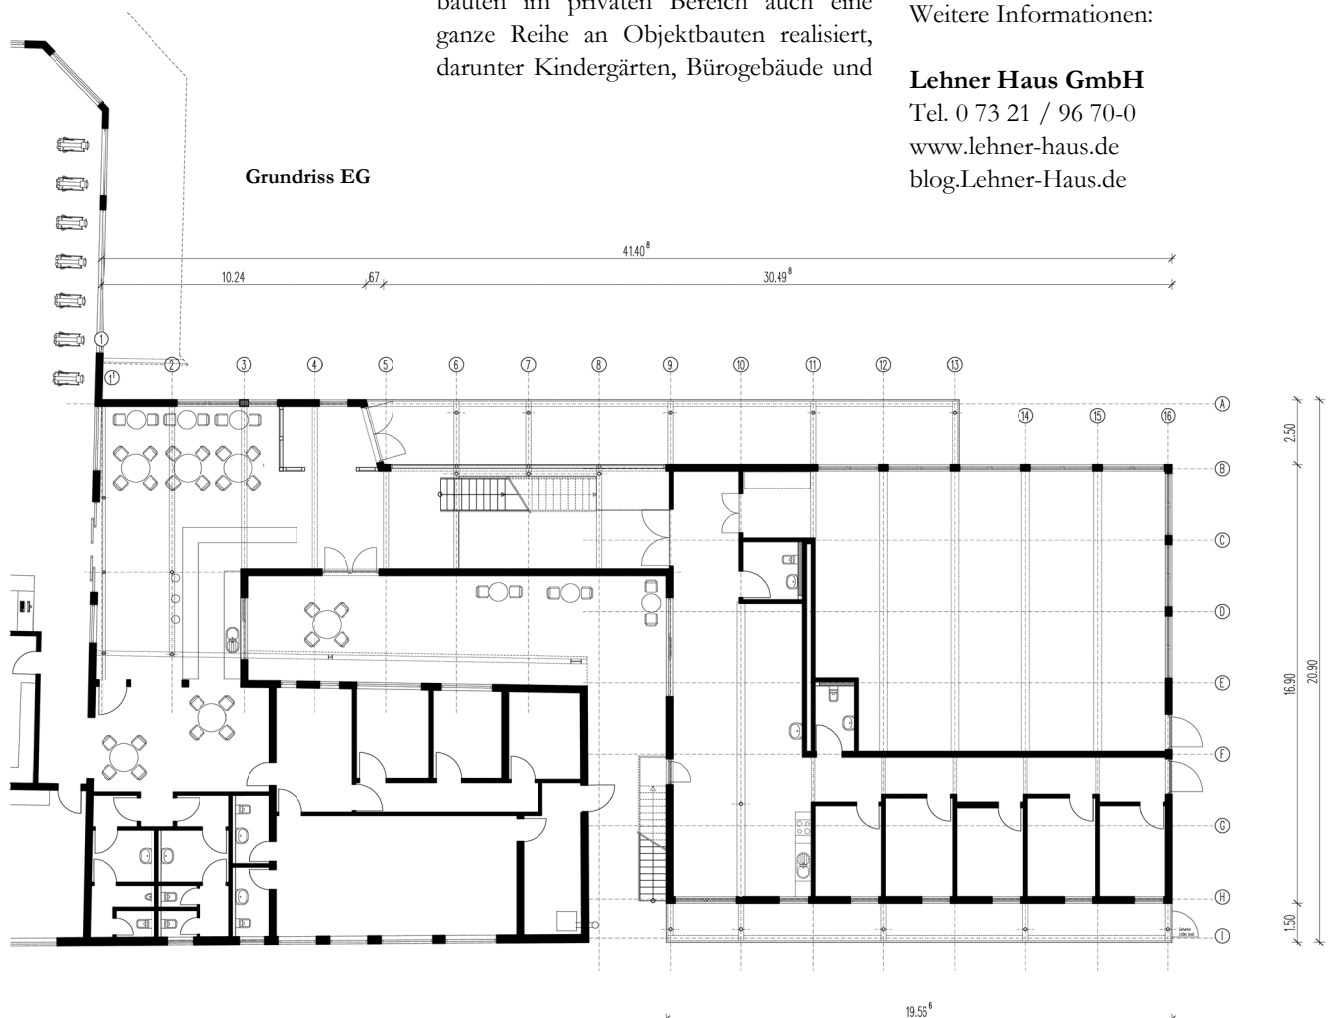 bauten im privaten Bereich auch eine
ganze Reihe an Objektbauten realisiert,
darunter Kindergärten, Bürogebäude und
Weitere Informationen:
Lehner Haus GmbH
Tel. 0 73 21 / 96 70-0
www.lehner-haus.de
blog.Lehner-Haus.de
Grundriss EG
41.40⁸
10.24 67 30.49⁸
1
1' 2 3 4 5 6 7 8 9 10 11 12 13
14 15 16
A
B
C
D
E
F
G
H
I
2.50
16.90
20.90
1.50
19.56⁶